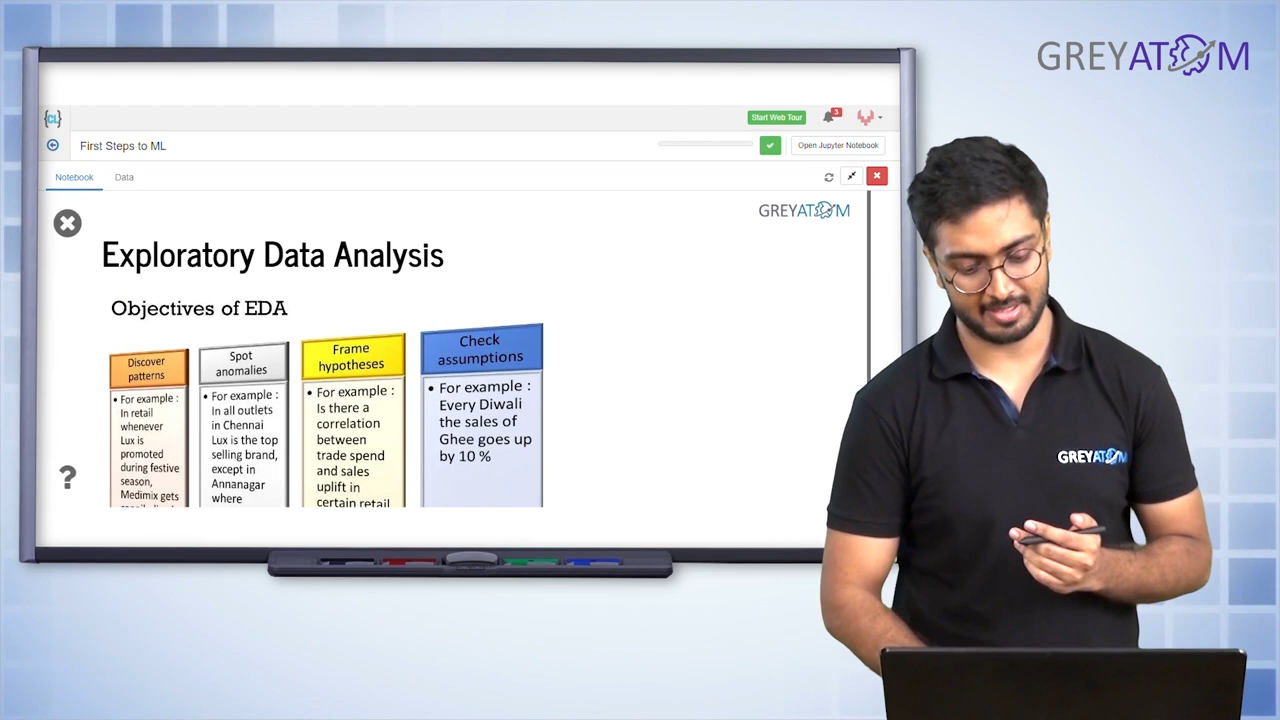 GREYATOM
{CL}
Start Web Tour
3
First Steps to ML
Open Jupyter Notebook
Notebook
Data
GREYATOM
Exploratory Data Analysis
Objectives of EDA
Discover
patterns
• For example :
In retail
whenever
Lux is
promoted
during festive
season,
Medimix gets
Spot
anomalies
• For example :
In all outlets
in Chennai
Lux is the top
selling brand,
except in
Annanagar
where
Frame
hypotheses
• For example :
Is there a
correlation
between
trade spend
and sales
uplift in
certain retail
Check
assumptions
• For example :
Every Diwali
the sales of
Ghee goes up
by 10 %
?
GREYATOM